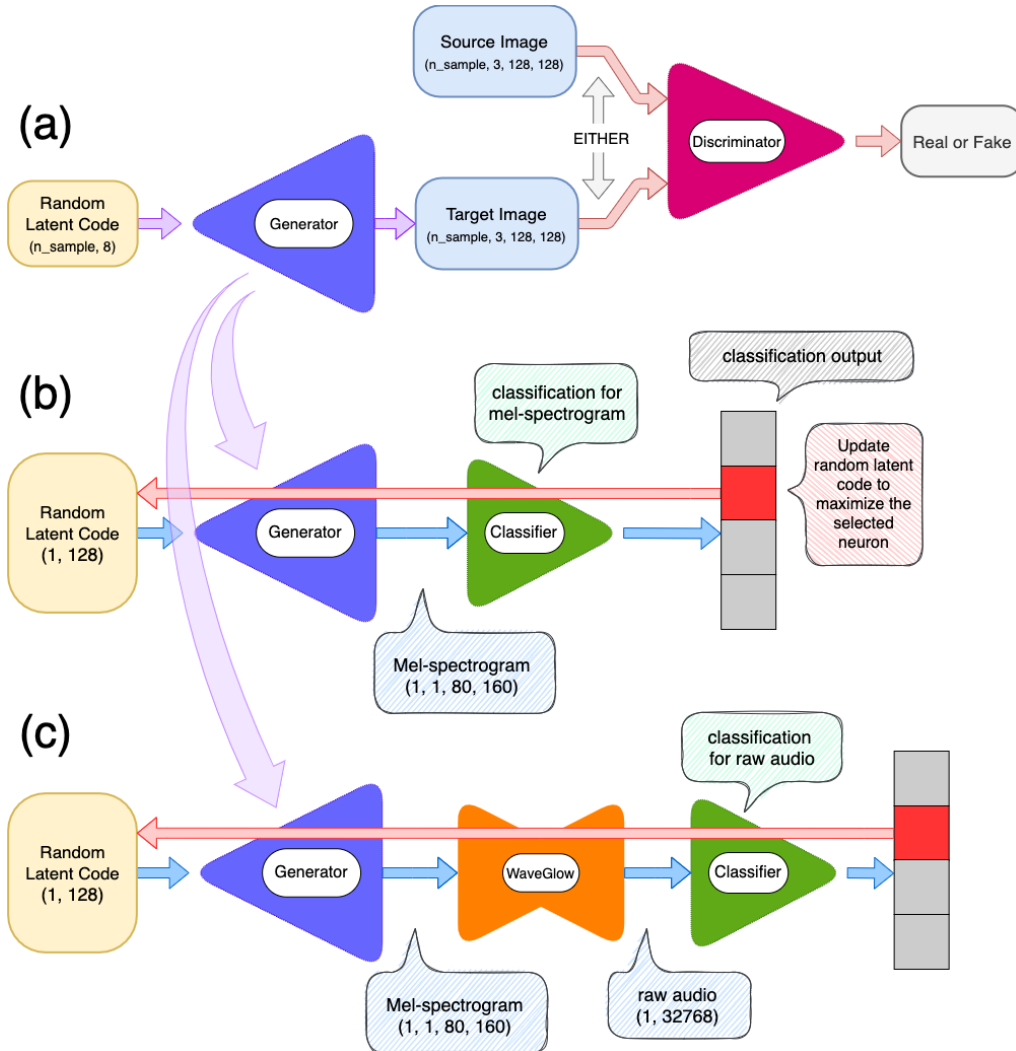 Source Image
(n_sample, 3, 128, 128)
(a)
EITHER
Discriminator
Real or Fake
Random
Latent Code
(n_sample, 8)
Generator
Target Image
(n_sample, 3, 128, 128)
classification output
(b)
classification for
mel-spectrogram
Update
random latent
code to
maximize the
selected
neuron
Random
Latent Code
(1, 128)
Generator
Classifier
Mel-spectrogram
(1, 1, 80, 160)
(c)
classification
for raw audio
Random
Latent Code
(1, 128)
Generator
WaveGlow
Classifier
Mel-spectrogram
(1, 1, 80, 160)
raw audio
(1, 32768)